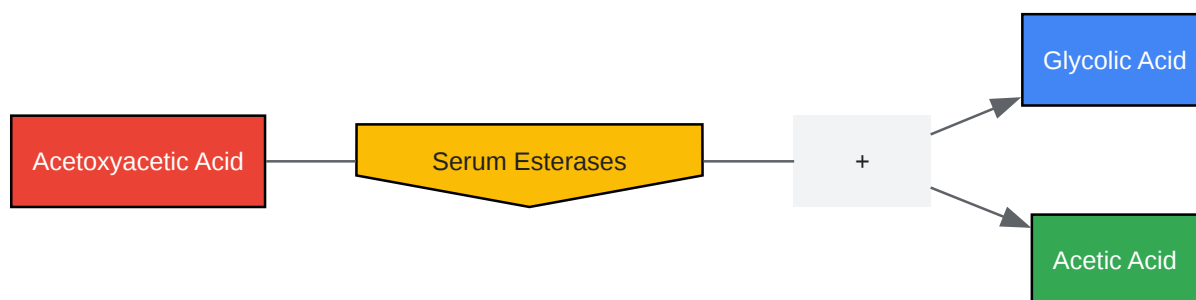 Acetoxyacetic Acid
Serum Esterases
+
Glycolic Acid
Acetic Acid